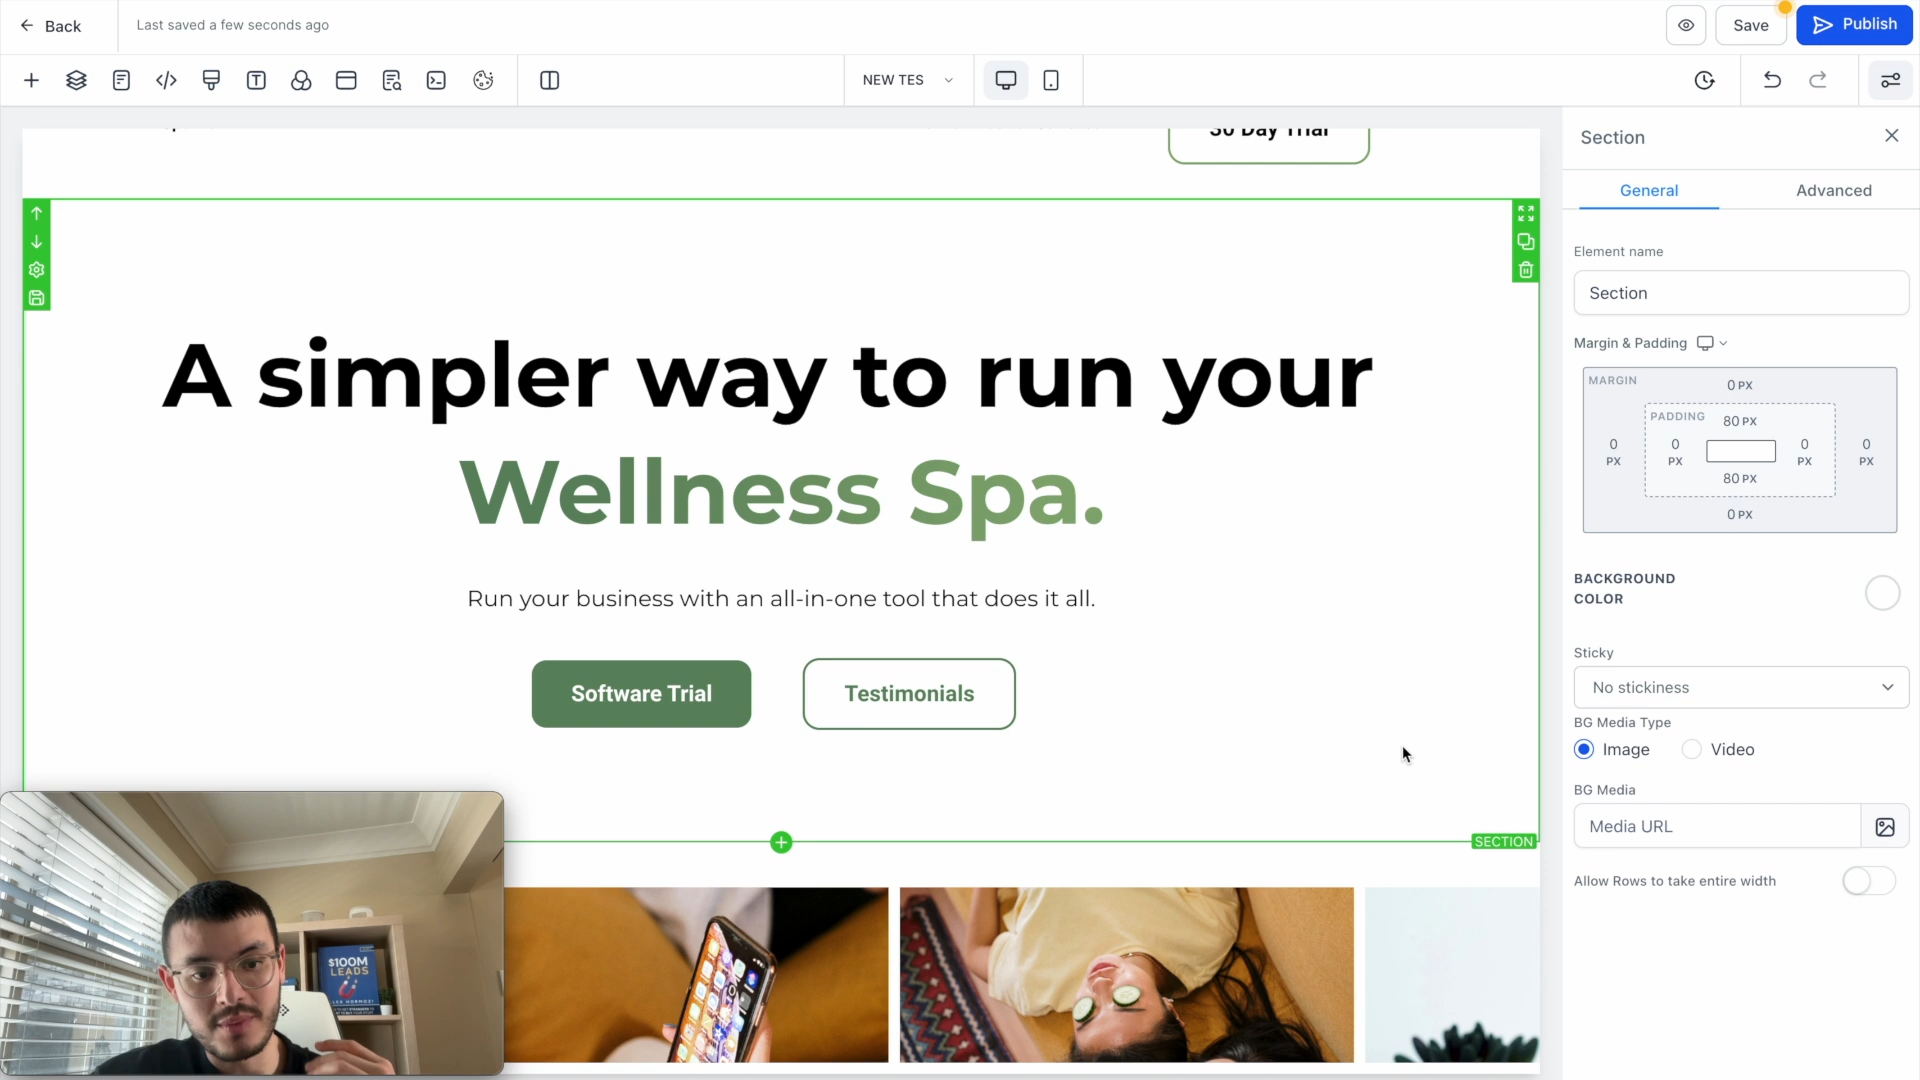 Back
Last saved a few seconds ago
Save
Publish
NEW TES
30 Day Trial
A simpler way to run your
Wellness Spa.
Run your business with an all-in-one tool that does it all.
Software Trial
Testimonials
SECTION
$100M
LEADS
Section
General
Advanced
Element name
Section
Margin & Padding
MARGIN
0 PX
PADDING
80 PX
0
PX
0
PX
0
PX
0
PX
80 PX
0 PX
BACKGROUND
COLOR
Sticky
No stickiness
BG Media Type
Image
Video
BG Media
Media URL
Allow Rows to take entire width